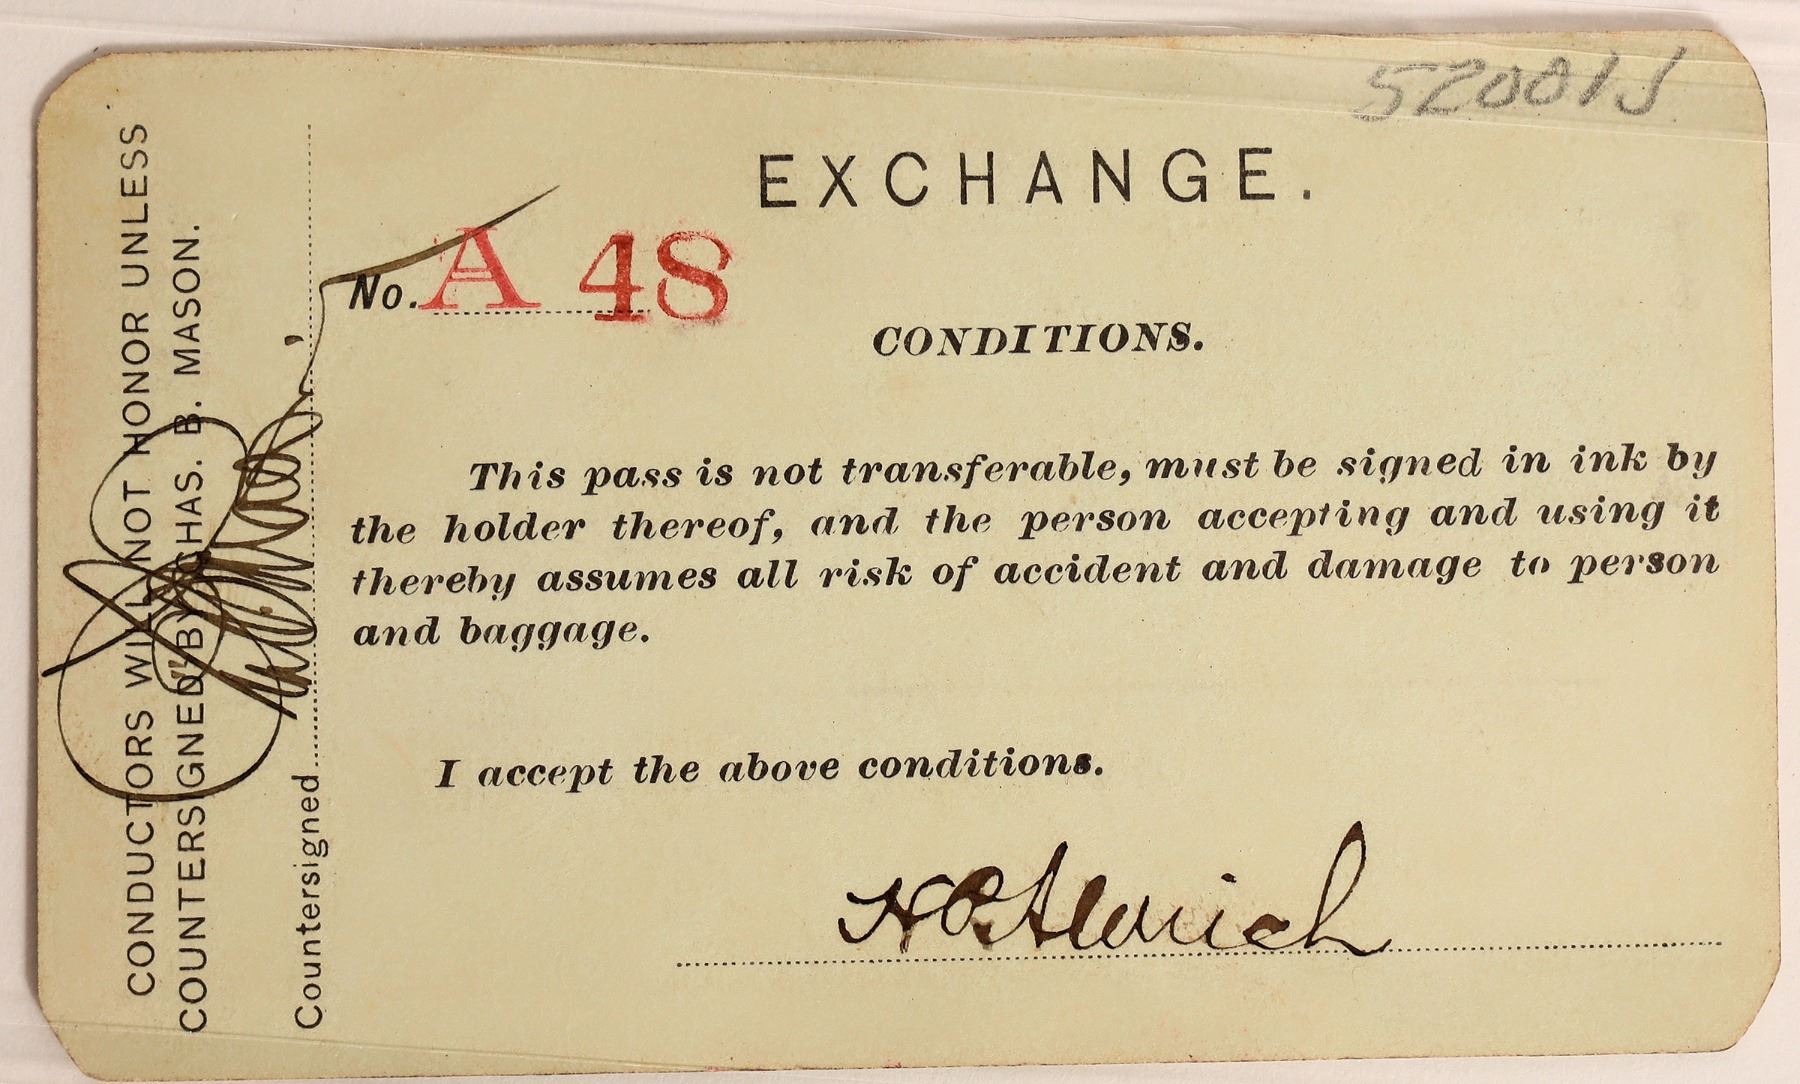 52001J
EXCHANGE.
No. A 48
CONDITIONS.
This pass is not transferable, must be signed in ink by
the holder thereof, and the person accepting and using it
thereby assumes all risk of accident and damage to person
and baggage.
I accept the above conditions.
Aldrich
CONDUCTORS WILL NOT HONOR UNLESS
COUNTERSIGNED BY CHAS. B. MASON.
Countersigned